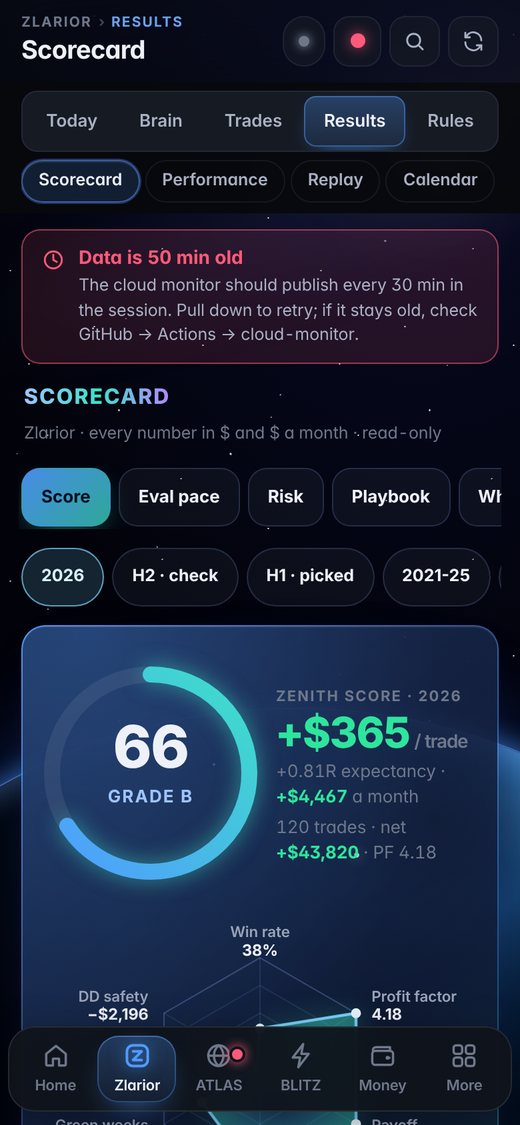 ZLARIOR › RESULTS
Scorecard
Today Brain Trades Results Rules
Scorecard Performance Replay Calendar
Data is 50 min old
The cloud monitor should publish every 30 min in
the session. Pull down to retry; if it stays old, check
GitHub → Actions → cloud-monitor.
SCORECARD
Zlarior · every number in $ and $ a month · read-only
Score Eval pace Risk Playbook
2026 H2 · check H1 · picked 2021-25
66
GRADE B
ZENITH SCORE · 2026
+$365 / trade
+0.81R expectancy ·
+$4,467 a month
120 trades · net
+$43,820 · PF 4.18
Win rate
38%
DD safety
−$2,196
Profit factor
4.18
Home Zlarior ATLAS BLITZ Money More